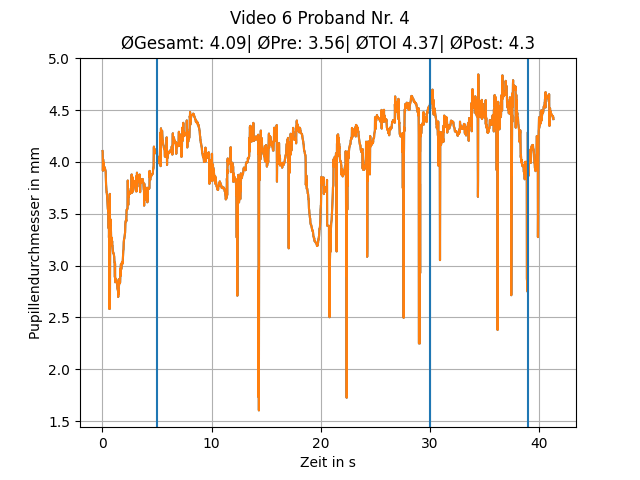 Video 6 Proband Nr. 4
ØGesamt: 4.09| ØPre: 3.56| ØTOI 4.37| ØPost: 4.3
5.0
4.5
4.0
3.5
3.0
2.5
2.0
1.5
Pupillendurchmesser in mm
0 10 20 30 40
Zeit in s